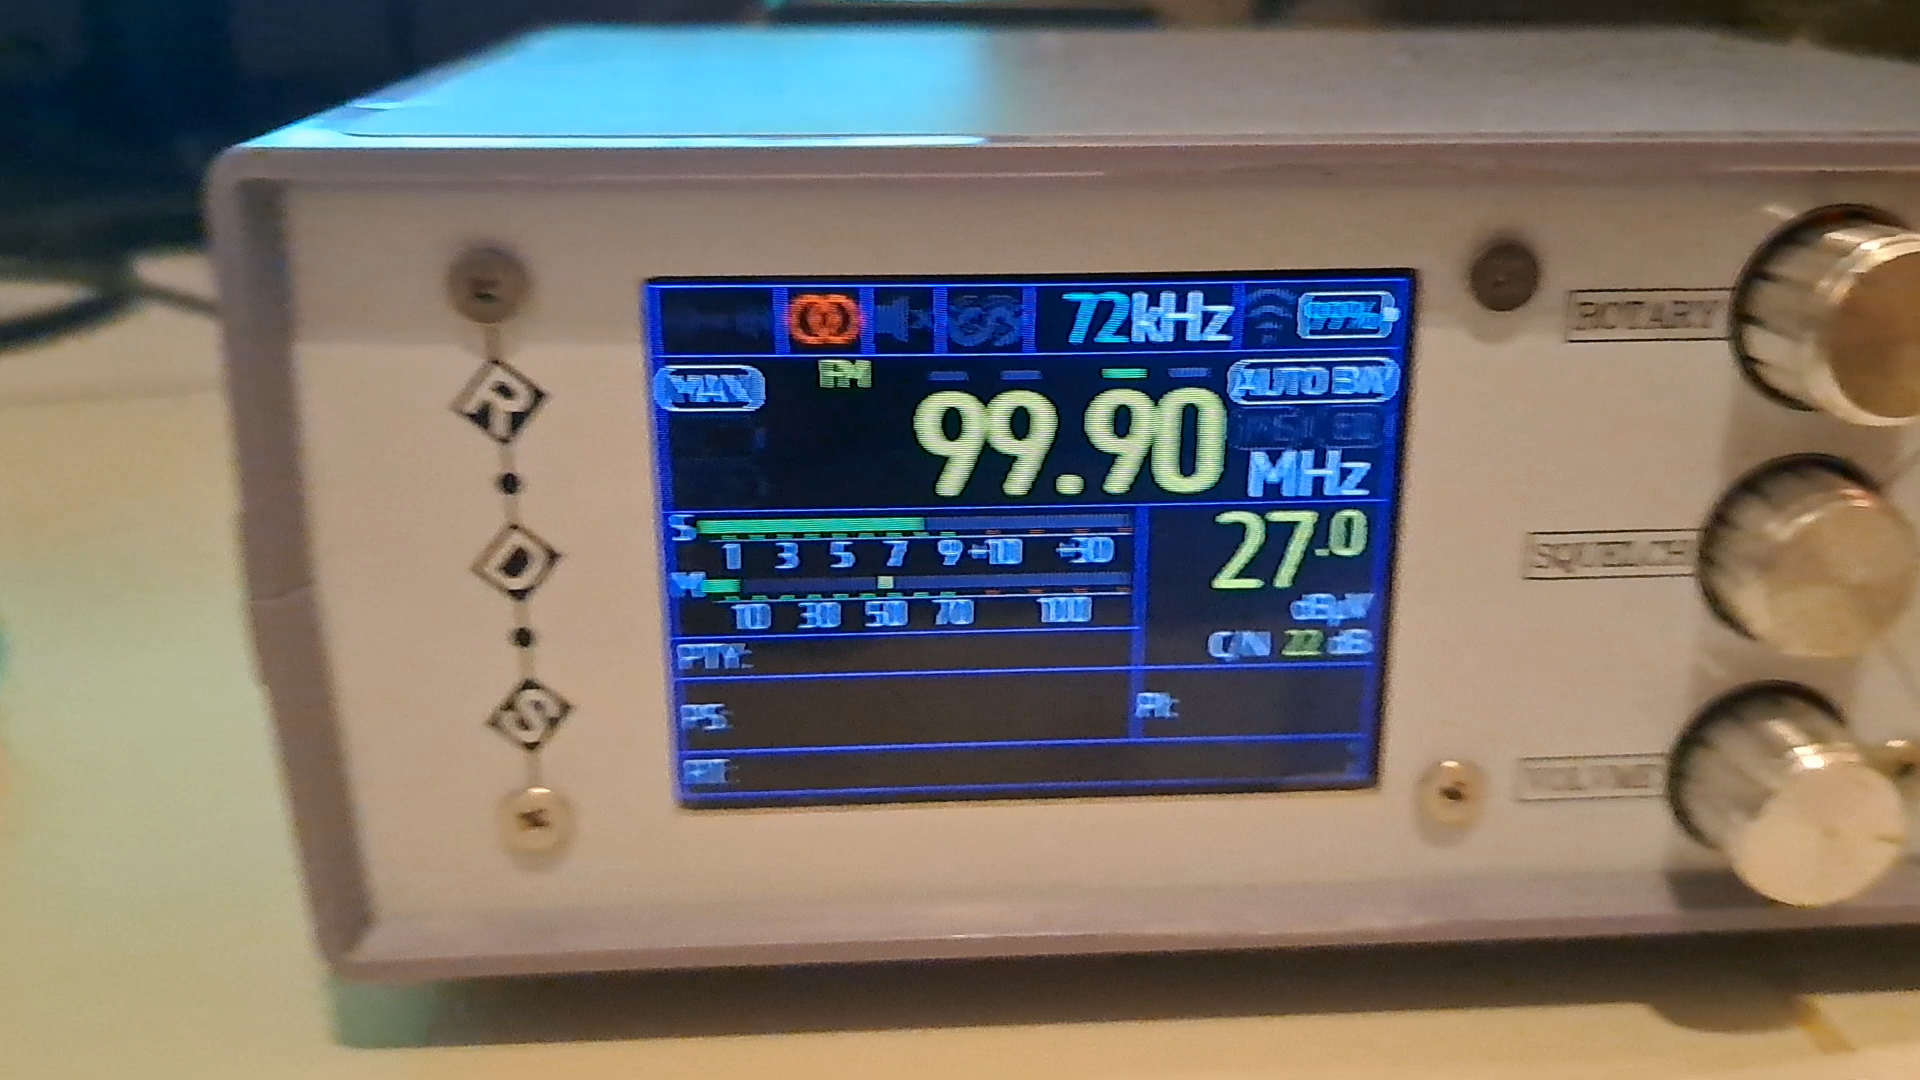 72kHz
MAN
FM
AUTO BW
99.90
MHz
S
1 3 5 7 9 +10 +30
27.0
M
10 30 50 70 100
dBµV
C/N 22 dB
PTY:
PS:
PI:
RT:
R
D
S
ROTARY
SQUELCH
VOLUME